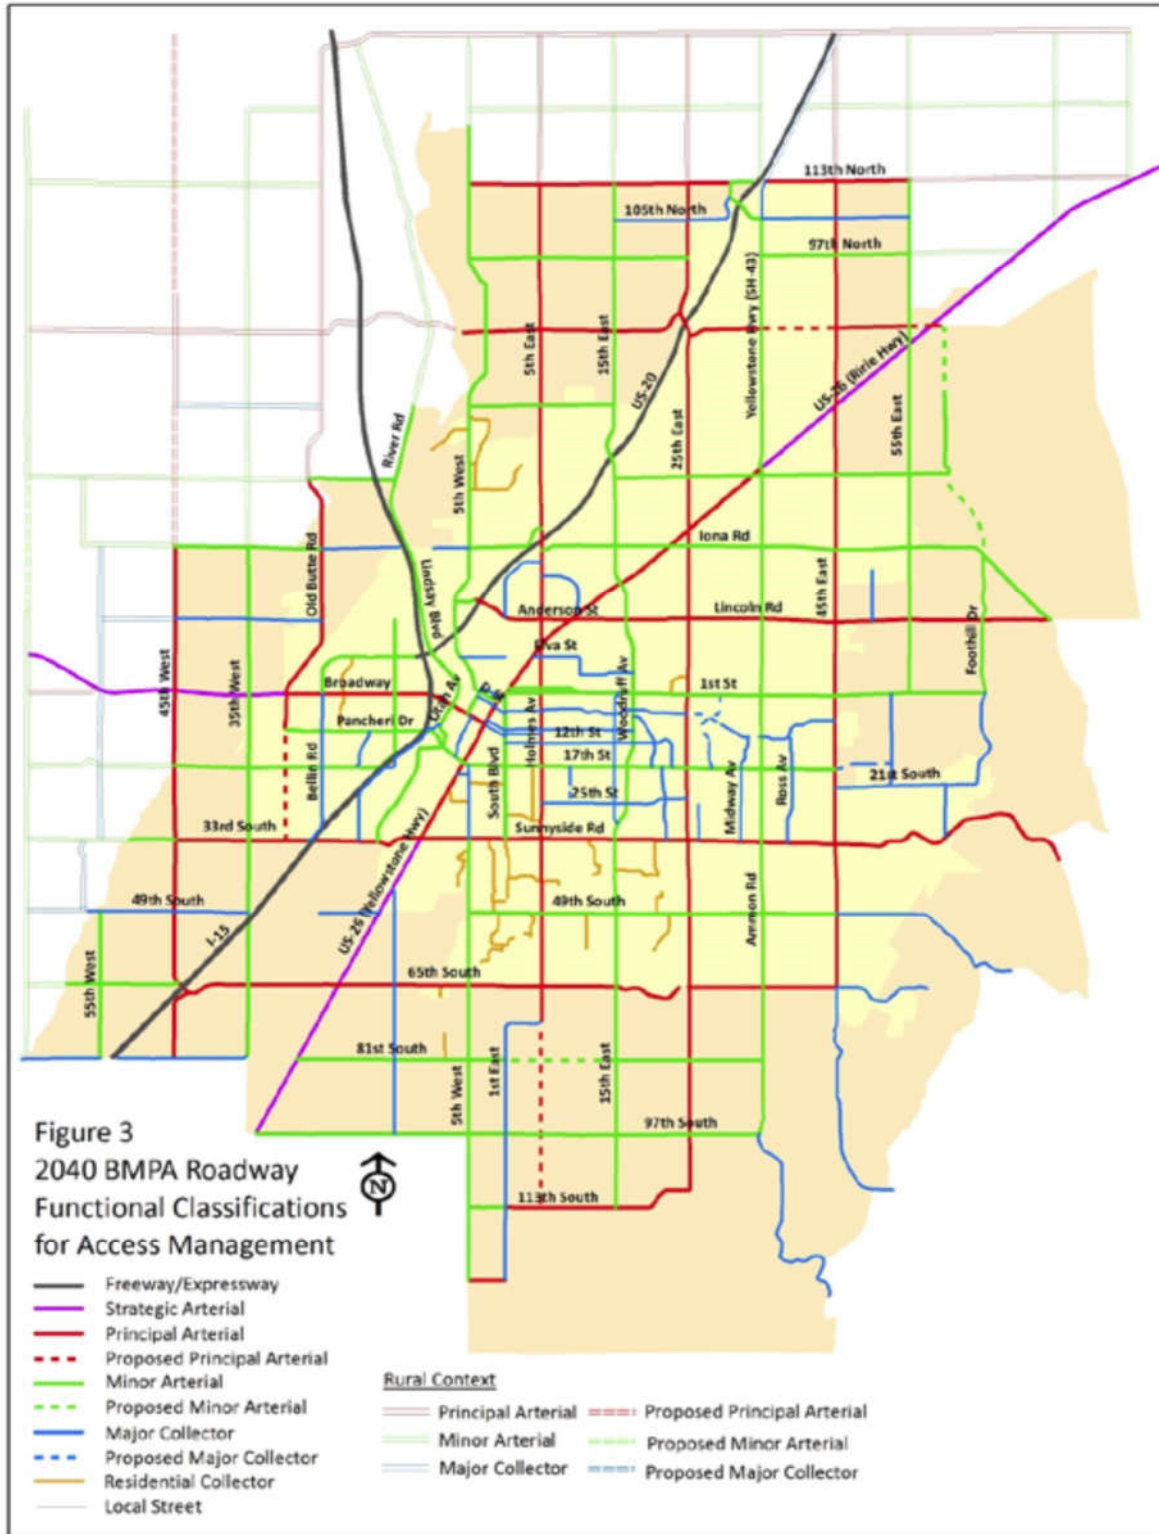 113th North
105th North
97th North
Yellowstone Hwy (SH-43)
5th East
15th East
US-20
US-26 (Ririe Hwy)
25th East
55th East
River Rd
5th West
Iona Rd
Old Butte Rd
Lindsay Blvd
45th East
Anderson St
Lincoln Rd
Foothill Dr
Elva St
45th West
35th West
Broadway
Utah Av
D St
Woodruff Av
1st St
Pancheri Dr
Holmes Av
12th St
17th St
Bellin Rd
South Blvd
Midway Av
Ross Av
21st South
25th St
33rd South
Sunnyside Rd
US-26 (Yellowstone Hwy)
49th South
49th South
Ammon Rd
I-15
55th West
65th South
81st South
5th West
1st East
15th East
97th South
113th South
Figure 3
2040 BMPA Roadway
Functional Classifications
for Access Management
N
Freeway/Expressway
Strategic Arterial
Principal Arterial
Proposed Principal Arterial
Minor Arterial
Proposed Minor Arterial
Major Collector
Proposed Major Collector
Residential Collector
Local Street
Rural Context
Principal Arterial
Proposed Principal Arterial
Minor Arterial
Proposed Minor Arterial
Major Collector
Proposed Major Collector